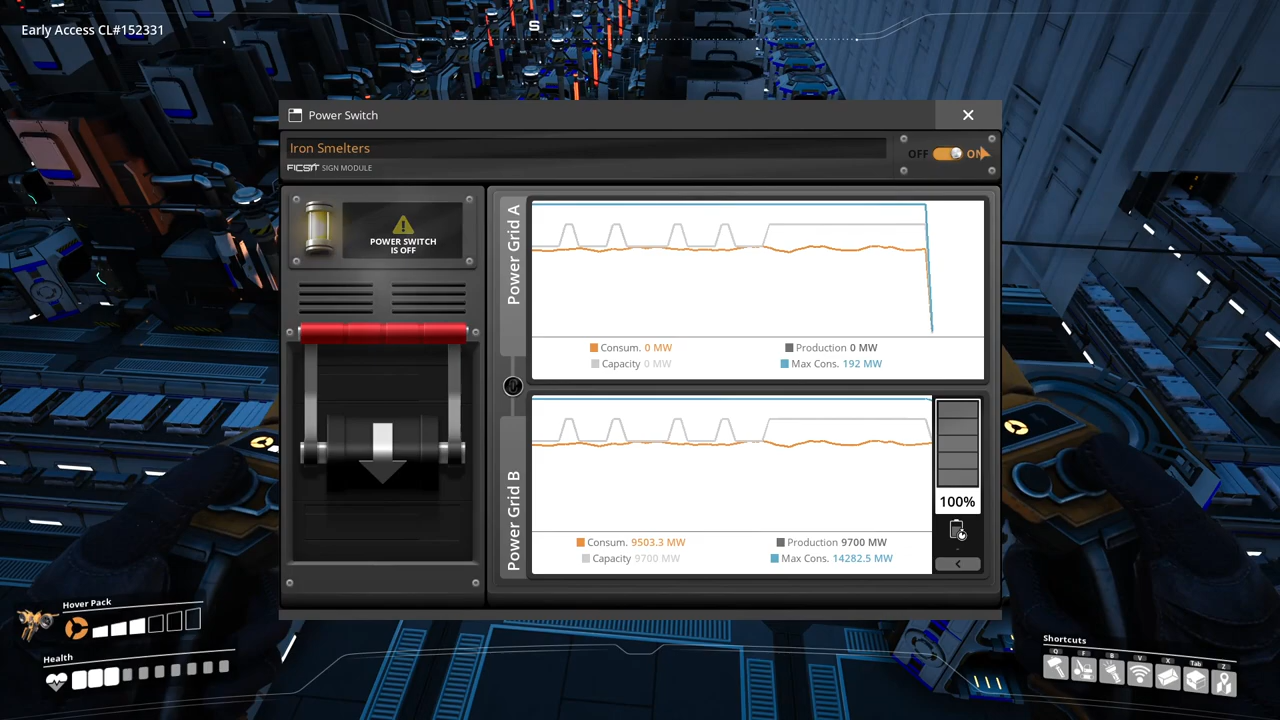 Early Access CL#152331
S
Power Switch
Iron Smelters
FICSIT SIGN MODULE
OFF ON
POWER SWITCH
IS OFF
Power Grid A
Consum. 0 MW
Production 0 MW
Capacity 0 MW
Max Cons. 192 MW
Power Grid B
Consum. 9503.3 MW
Production 9700 MW
Capacity 9700 MW
Max Cons. 14282.5 MW
100%
-
Hover Pack
Health
Shortcuts
Q F B V X Tab Z